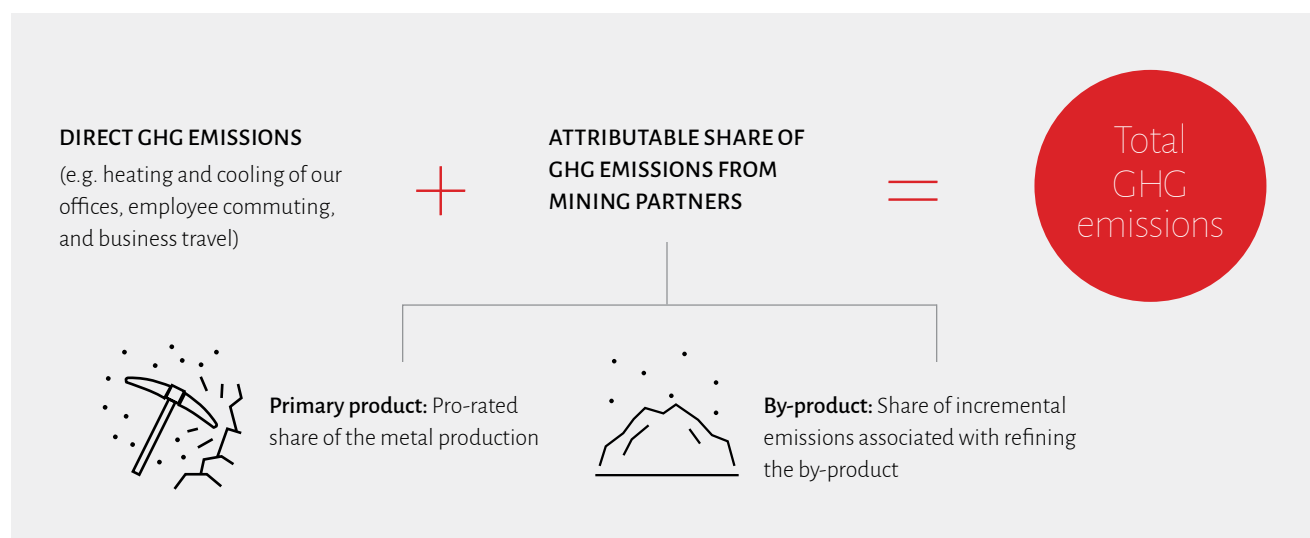 DIRECT GHG EMISSIONS
(e.g. heating and cooling of our
offices, employee commuting,
and business travel)
ATTRIBUTABLE SHARE OF
GHG EMISSIONS FROM
MINING PARTNERS
Total
GHG
emissions
Primary product: Pro-rated
share of the metal production
By-product: Share of incremental
emissions associated with refining
the by-product